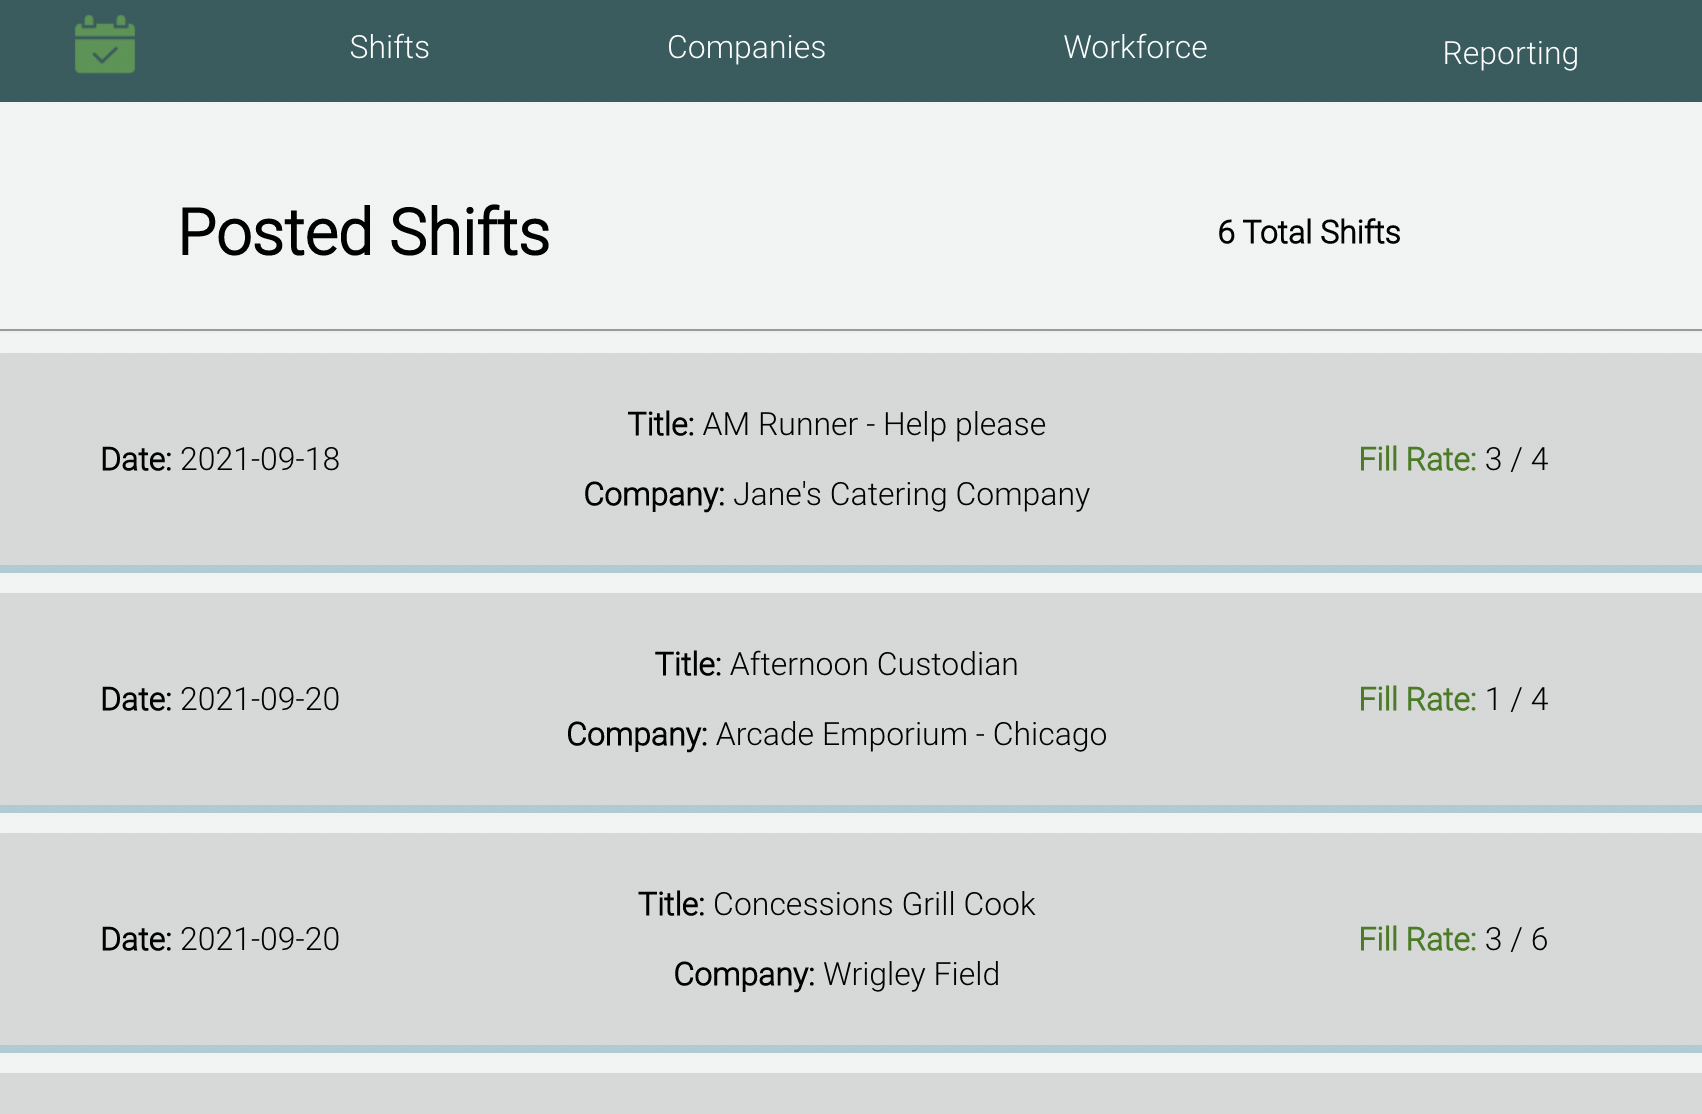 Shifts
Companies
Workforce
Reporting
Posted Shifts
6 Total Shifts
Date: 2021-09-18
Title: AM Runner - Help please
Company: Jane's Catering Company
Fill Rate: 3 / 4
Date: 2021-09-20
Title: Afternoon Custodian
Company: Arcade Emporium - Chicago
Fill Rate: 1 / 4
Date: 2021-09-20
Title: Concessions Grill Cook
Company: Wrigley Field
Fill Rate: 3 / 6